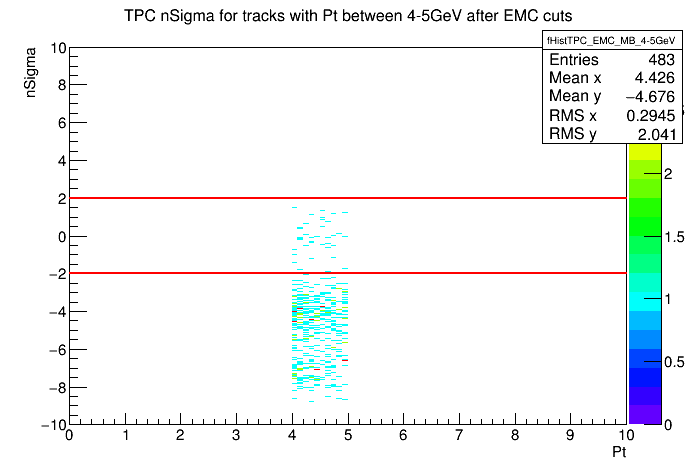 TPC nSigma for tracks with Pt between 4-5GeV after EMC cuts
fHistTPC_EMC_MB_4-5GeV
Entries 483
Mean x 4.426
Mean y −4.676
RMS x 0.2945
RMS y 2.041
nSigma
10
8
6
4
2
0
−2
−4
−6
−8
−10
0 1 2 3 4 5 6 7 8 9 10
Pt
2
1.5
1
0.5
0